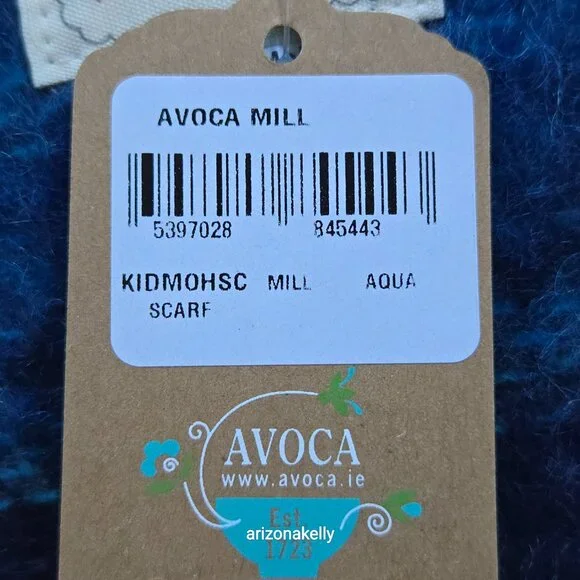 AVOCA MILL
5397028 845443
KIDMOHSC MILL AQUA
SCARF
AVOCA
www.avoca.ie
Est.
arizonakelly
1723